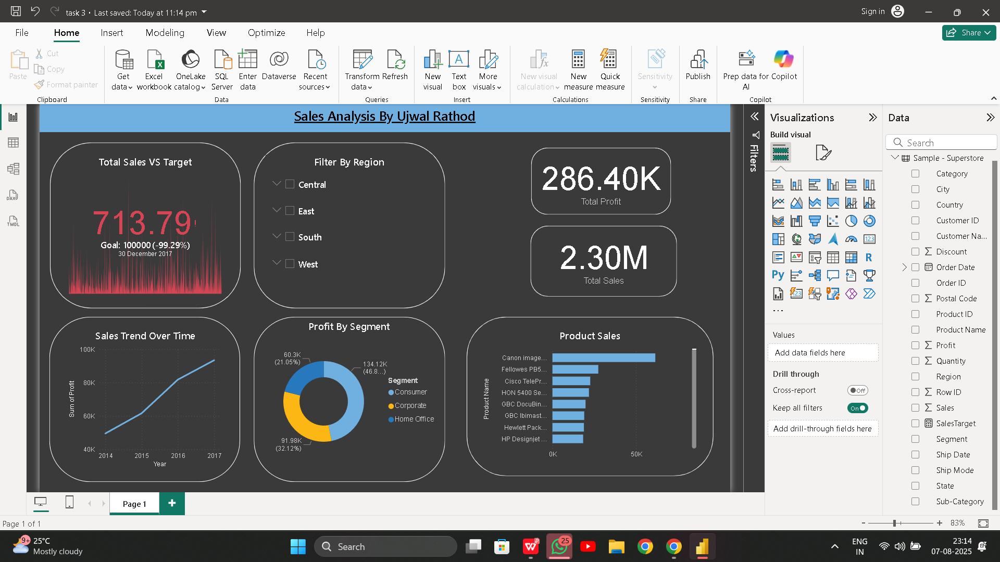 task 3 • Last saved: Today at 11:14 pm
Sign in
File
Home
Insert
Modeling
View
Optimize
Help
Share
Paste
Cut
Copy
Format painter
Clipboard
Get data
Excel workbook
OneLake catalog
SQL Server
Enter data
Dataverse
Recent sources
Data
Transform data
Refresh
Queries
New visual
Text box
More visuals
Insert
New visual calculation
New measure
Quick measure
Calculations
Sensitivity
Sensitivity
Publish
Share
Prep data for AI
Copilot
Copilot
Sales Analysis By Ujwal Rathod
Total Sales VS Target
713.79!
Goal: 100000 (-99.29%)
30 December 2017
Filter By Region
Central
East
South
West
286.40K
Total Profit
2.30M
Total Sales
Sales Trend Over Time
100K
80K
60K
40K
Sum of Profit
2014
2015
2016
2017
Year
Profit By Segment
60.3K
(21.05%)
134.12K
(46.8...)
91.98K
(32.12%)
Segment
Consumer
Corporate
Home Office
Product Sales
Product Name
Canon image...
Fellowes PB5...
Cisco TelePr...
HON 5400 Se...
GBC DocuBin...
GBC Ibimast...
Hewlett Pack...
HP Designjet ...
0K
50K
Filters
Visualizations
Build visual
123
R
Py
123
...
Values
Add data fields here
Drill through
Cross-report
Off
Keep all filters
On
Add drill-through fields here
Data
Search
Sample - Superstore
Category
City
Country
Customer ID
Customer Na...
Discount
Order Date
Order ID
Postal Code
Product ID
Product Name
Profit
Quantity
Region
Row ID
Sales
SalesTarget
Segment
Ship Date
Ship Mode
State
Sub-Category
DAX
TMDL
Page 1
Page 1 of 1
83%
9+
25°C
Mostly cloudy
Search
25
ENG
IN
23:14
07-08-2025